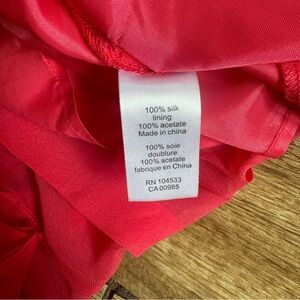 100% silk
lining
100% acetate
Made in china
100% soie
doublure
100% acetate
fabrique en Chine
RN 104533
CA 00985